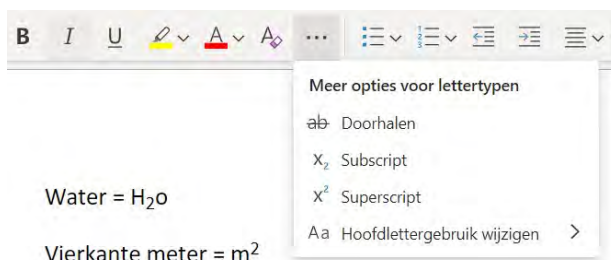 B I U A A ...
Meer opties voor lettertypen
ab Doorhalen
X₂ Subscript
X² Superscript
Aa Hoofdlettergebruik wijzigen
Water = H₂o
Vierkante meter = m²